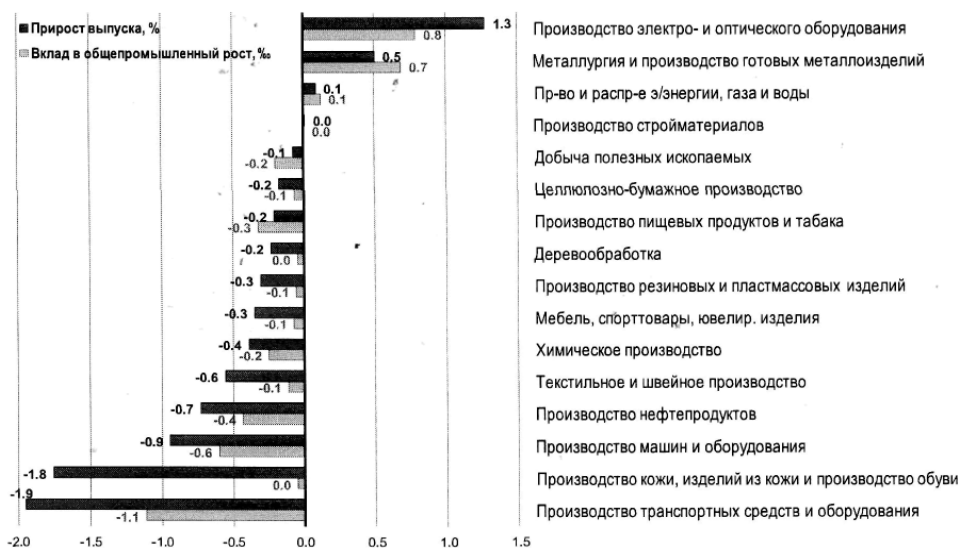 Прирост выпуска, %
Вклад в общепромышленный рост, ‰
1.3
0.8
Производство электро- и оптического оборудования
0.5
0.7
Металлургия и производство готовых металлоизделий
0.1
0.1
Пр-во и распр-е э/энергии, газа и воды
0.0
0.0
Производство стройматериалов
-0.1
-0.2
Добыча полезных ископаемых
-0.2
-0.1
Целлюлозно-бумажное производство
-0.2
-0.3
Производство пищевых продуктов и табака
-0.2
0.0
Деревообработка
-0.3
-0.1
Производство резиновых и пластмассовых изделий
-0.3
-0.1
Мебель, спорттовары, ювелир. изделия
-0.4
-0.2
Химическое производство
-0.6
-0.1
Текстильное и швейное производство
-0.7
-0.4
Производство нефтепродуктов
-0.9
-0.6
Производство машин и оборудования
-1.8
0.0
Производство кожи, изделий из кожи и производство обуви
-1.9
-1.1
Производство транспортных средств и оборудования
-2.0 -1.5 -1.0 -0.5 0.0 0.5 1.0 1.5